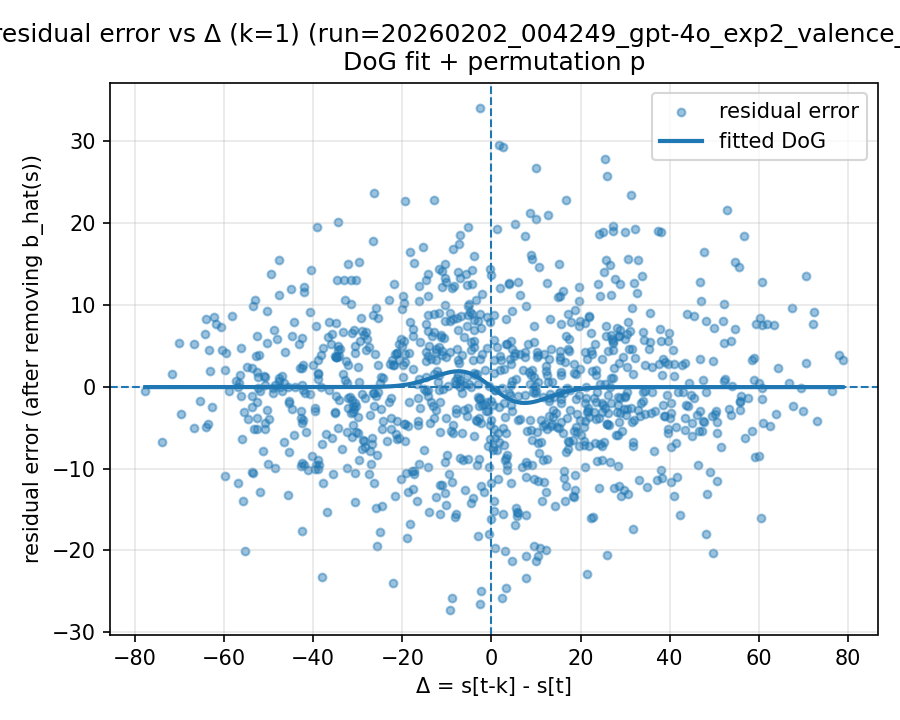 residual error vs Δ (k=1) (run=20260202_004249_gpt-4o_exp2_valence_
DoG fit + permutation p
residual error
fitted DoG
residual error (after removing b_hat(s))
30
20
10
0
−10
−20
−30
−80
−60
−40
−20
0
20
40
60
80
Δ = s[t-k] - s[t]